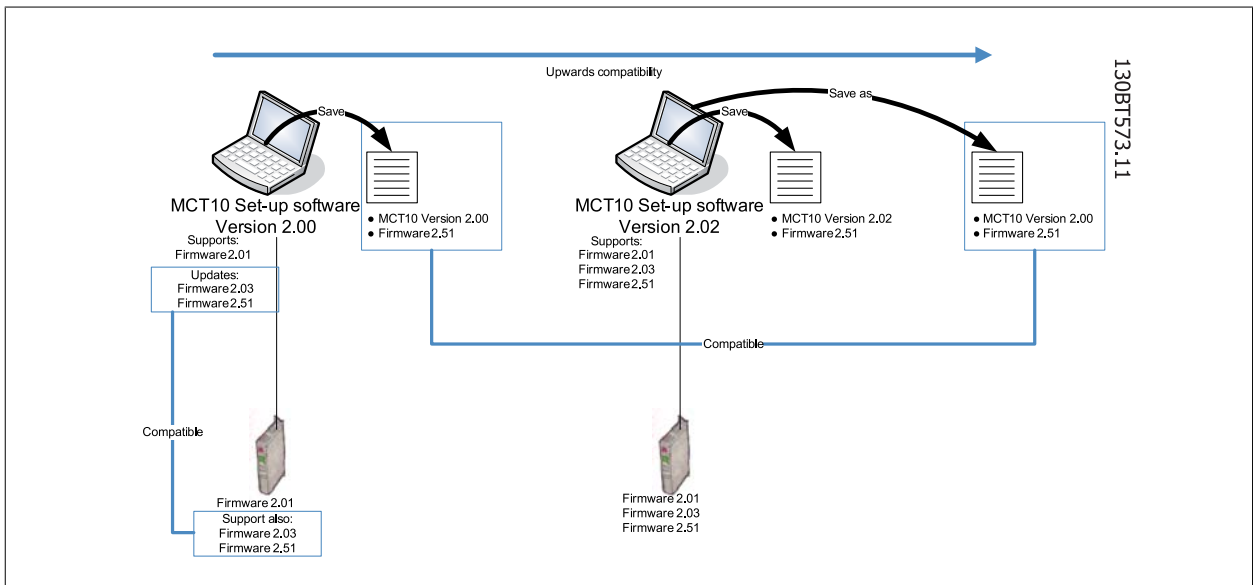 Upwards compatibility
130BT573.11
Save
MCT10 Set-up software
Version 2.00
Supports:
Firmware 2.01
Updates:
Firmware 2.03
Firmware 2.51
● MCT10 Version 2.00
● Firmware 2.51
Save
Save as
MCT10 Set-up software
Version 2.02
Supports:
Firmware 2.01
Firmware 2.03
Firmware 2.51
● MCT10 Version 2.02
● Firmware 2.51
● MCT10 Version 2.00
● Firmware 2.51
Compatible
Compatible
Firmware 2.01
Support also:
Firmware 2.03
Firmware 2.51
Firmware 2.01
Firmware 2.03
Firmware 2.51